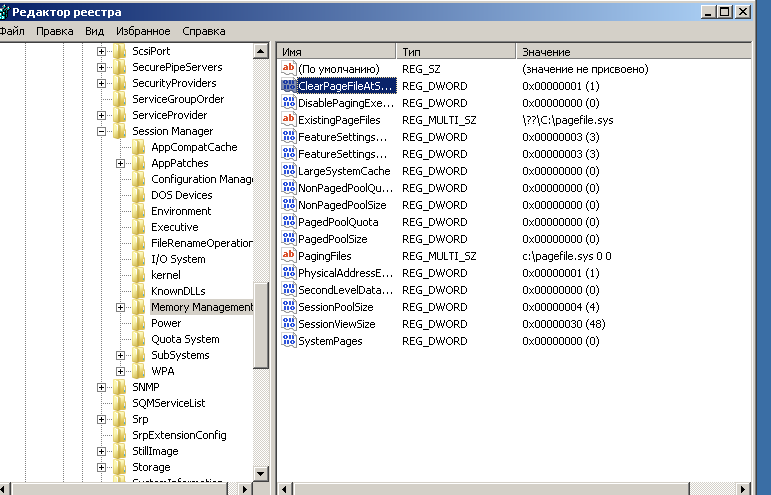 Редактор реестра
Файл Правка Вид Избранное Справка
ScsiPort
SecurePipeServers
SecurityProviders
ServiceGroupOrder
ServiceProvider
Session Manager
AppCompatCache
AppPatches
Configuration Manag
DOS Devices
Environment
Executive
FileRenameOperation
I/O System
kernel
KnownDLLs
Memory Management
Power
Quota System
SubSystems
WPA
SNMP
SQMServiceList
Srp
SrpExtensionConfig
StillImage
Storage
SystemInformation
Имя Тип Значение
(По умолчанию) REG_SZ (значение не присвоено)
ClearPageFileAtS... REG_DWORD 0x00000001 (1)
DisablePagingExe... REG_DWORD 0x00000000 (0)
ExistingPageFiles REG_MULTI_SZ \??\C:\pagefile.sys
FeatureSettings... REG_DWORD 0x00000003 (3)
FeatureSettings... REG_DWORD 0x00000003 (3)
LargeSystemCache REG_DWORD 0x00000000 (0)
NonPagedPoolQu... REG_DWORD 0x00000000 (0)
NonPagedPoolSize REG_DWORD 0x00000000 (0)
PagedPoolQuota REG_DWORD 0x00000000 (0)
PagedPoolSize REG_DWORD 0x00000000 (0)
PagingFiles REG_MULTI_SZ c:\pagefile.sys 0 0
PhysicalAddressE... REG_DWORD 0x00000001 (1)
SecondLevelData... REG_DWORD 0x00000000 (0)
SessionPoolSize REG_DWORD 0x00000004 (4)
SessionViewSize REG_DWORD 0x00000030 (48)
SystemPages REG_DWORD 0x00000000 (0)